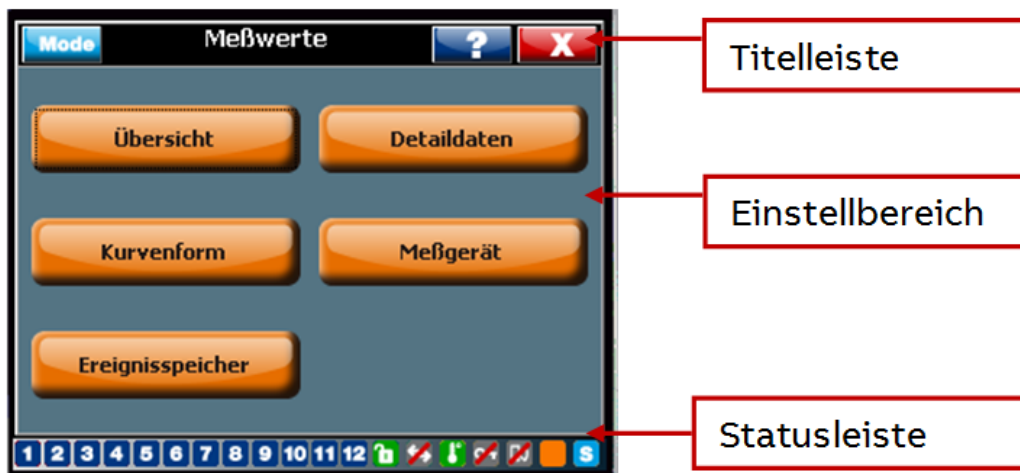 Mode Meßwerte ? X
Titelleiste
Übersicht Detaildaten
Einstellbereich
Kurvenform Meßgerät
Ereignisspeicher
Statusleiste
1 2 3 4 5 6 7 8 9 10 11 12 S